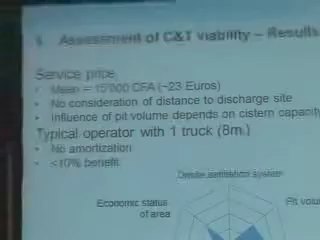 5 Assessment of C&T viability – Results
Service price
• Mean = 15'000 CFA (~23 Euros)
• No consideration of distance to discharge site
• Influence of pit volume depends on cistern capacity
Typical operator with 1 truck (8m
• No amortization
• <10% benefit
Onsite sanitation system
Economic status
of area
Pit volu